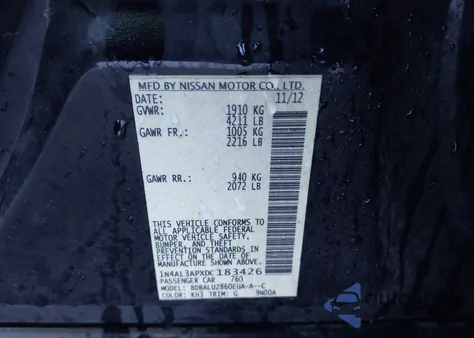 MFD BY NISSAN MOTOR CO., LTD.
DATE: 11/12
GVWR: 1910 KG
4211 LB
GAWR FR.: 1005 KG
2216 LB
GAWR RR.: 940 KG
2072 LB
THIS VEHICLE CONFORMS TO ALL
APPLICABLE FEDERAL
MOTOR VEHICLE SAFETY,
BUMPER, AND THEFT
PREVENTION STANDARDS IN
EFFECT ON THE DATE OF
MANUFACTURE SHOWN ABOVE.
1N4AL3APXDC183426
PASSENGER CAR 760
MODEL: BDBALUZ860EUA-A--C
COLOR: KH3 TRIM: G 9N00A